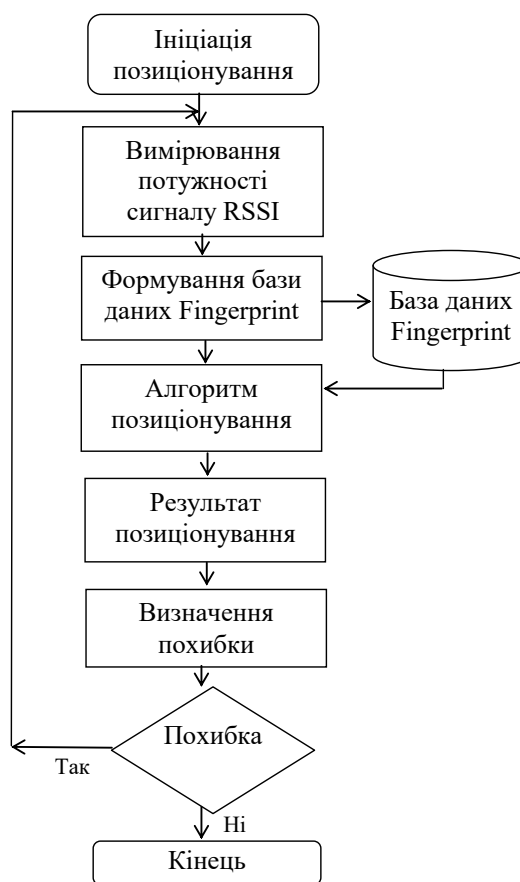 Ініціація
позиціонування
Вимірювання
потужності
сигналу RSSI
Формування бази
даних Fingerprint
База даних
Fingerprint
Алгоритм
позиціонування
Результат
позиціонування
Визначення
похибки
Похибка
Так
Ні
Кінець